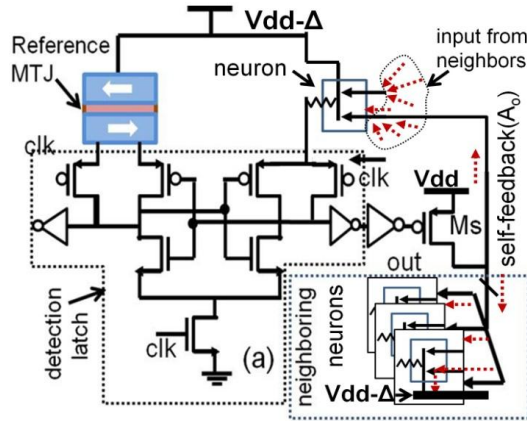 Vdd-Δ
Reference
MTJ
neuron
input from
neighbors
clk
clk
Vdd
Ms
self-feedback(Ao)
out
detection
latch
clk
(a)
neighboring
neurons
Vdd-Δ